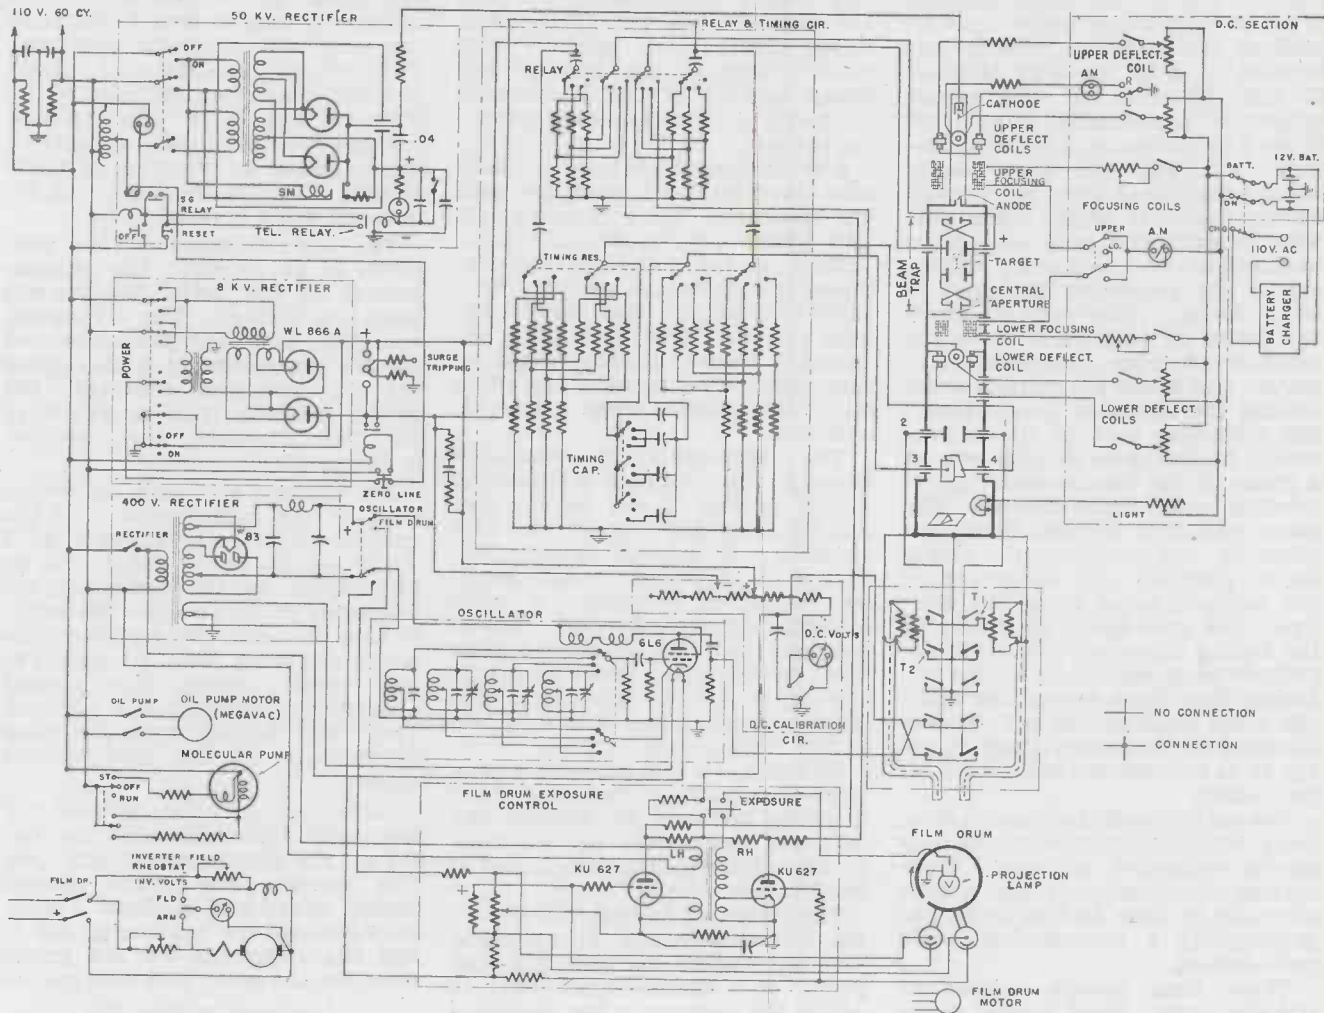 110 V. 60 CY.
50 KV. RECTIFIER
OFF
ON
.04
+
SM
SG
RELAY
RESET
OFF
TEL. RELAY.
-
RELAY & TIMING CIR.
RELAY
TIMING RES.
TIMING
CAP.
D.C. SECTION
UPPER DEFLECT.
COIL
A.M
R
L
CATHODE
UPPER
DEFLECT
COILS
UPPER
FOCUSING
COIL
ANODE
FOCUSING COILS
BATT.
12V. BAT.
ON
CHG
110 V. AC
BATTERY
CHARGER
UPPER
LO.
A.M
+
BEAM
TRAP
TARGET
CENTRAL
APERTURE
LOWER FOCUSING
COIL
LOWER DEFLECT.
COIL
LOWER DEFLECT
COILS
2
3
4
LIGHT
8 KV. RECTIFIER
WL 866 A
POWER
+
-
SURGE
TRIPPING
OFF
ON
ZERO LINE
400 V. RECTIFIER
OSCILLATOR
FILM DRUM
RECTIFIER
83
+
-
OSCILLATOR
6L6
+
D.C. VOLTS
D.C. CALIBRATION
CIR.
T1
T2
NO CONNECTION
CONNECTION
OIL PUMP
OIL PUMP MOTOR
(MEGAVAC)
MOLECULAR PUMP
ST
OFF
RUN
FILM DRUM EXPOSURE
CONTROL
EXPOSURE
LH
RH
KU 627
KU 627
+
FILM DRUM
PROJECTION
LAMP
V
INVERTER FIELD
RHEOSTAT
INV. VOLTS
FILM DR.
-
+
FLD
ARM
FILM DRUM
MOTOR